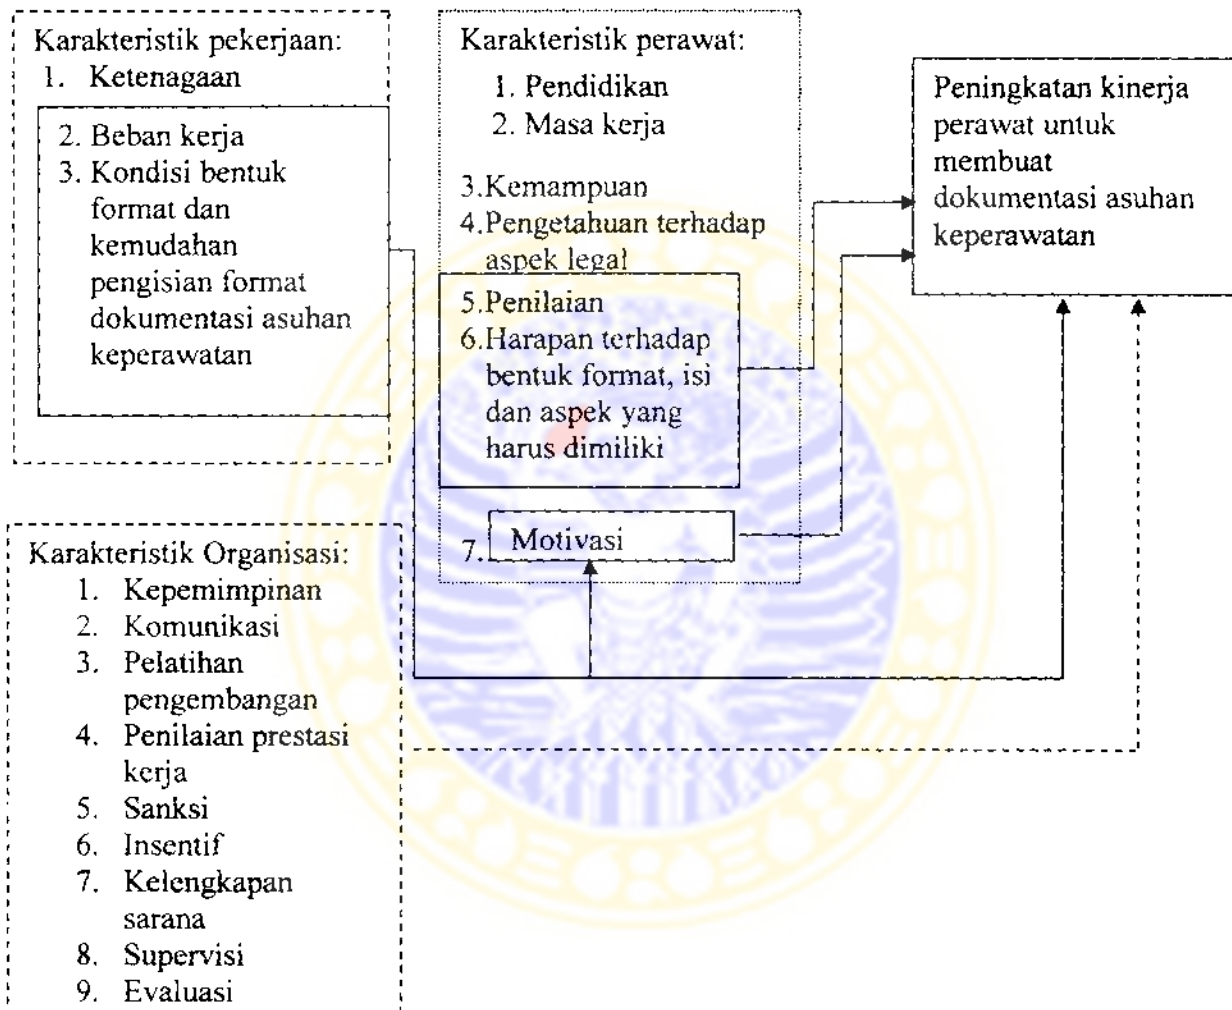 Karakteristik pekerjaan:
1. Ketenagaan
2. Beban kerja
3. Kondisi bentuk
format dan
kemudahan
pengisian format
dokumentasi asuhan
keperawatan
Karakteristik perawat:
1. Pendidikan
2. Masa kerja
3.Kemampuan
4.Pengetahuan terhadap
aspek legal
5.Penilaian
6.Harapan terhadap
bentuk format, isi
dan aspek yang
harus dimiliki
7. Motivasi
Peningkatan kinerja
perawat untuk
membuat
dokumentasi asuhan
keperawatan
Karakteristik Organisasi:
1. Kepemimpinan
2. Komunikasi
3. Pelatihan
pengembangan
4. Penilaian prestasi
kerja
5. Sanksi
6. Insentif
7. Kelengkapan
sarana
8. Supervisi
9. Evaluasi